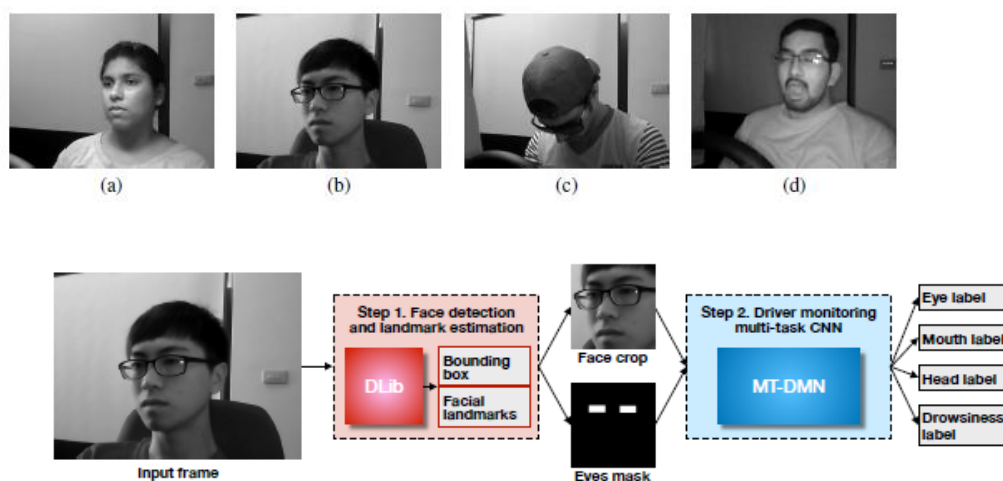 (a)
(b)
(c)
(d)
Step 1. Face detection
and landmark estimation
DLib
Bounding
box
Facial
landmarks
Input frame
Face crop
Eyes mask
Step 2. Driver monitoring
multi-task CNN
MT-DMN
Eye label
Mouth label
Head label
Drowsiness
label